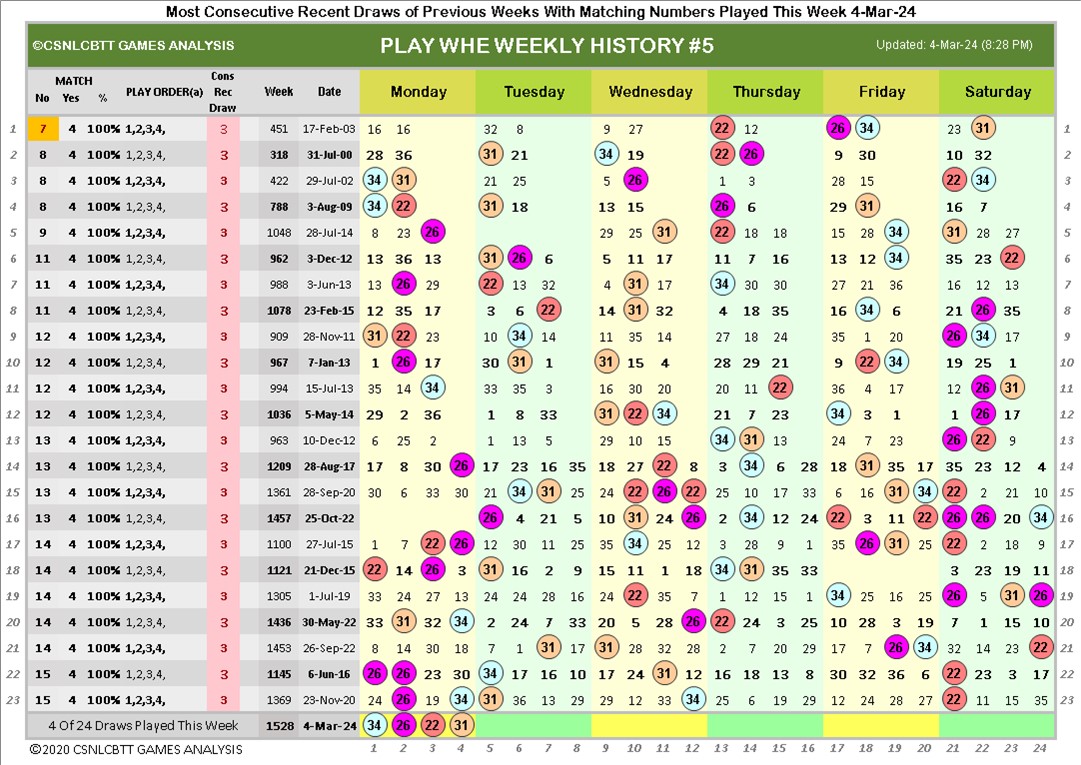 Most Consecutive Recent Draws of Previous Weeks With Matching Numbers Played This Week 4-Mar-24
©CSNLCBTT GAMES ANALYSIS PLAY WHE WEEKLY HISTORY #5 Updated: 4-Mar-24 (8:28 PM)
No MATCH Yes % PLAY ORDER(a) Cons Rec Draw Week Date Monday Tuesday Wednesday Thursday Friday Saturday
1 7 4 100% 1,2,3,4, 3 451 17-Feb-03 16 16 32 8 9 27 22 12 17 34 23 31 1
2 8 4 100% 1,2,3,4, 3 318 31-Jul-00 28 36 31 21 34 19 22 26 9 30 10 32 2
3 8 4 100% 1,2,3,4, 3 422 29-Jul-02 34 31 21 25 5 26 1 3 28 15 22 34 3
4 8 4 100% 1,2,3,4, 3 788 3-Aug-09 34 22 31 18 13 15 26 6 29 31 16 7 4
5 9 4 100% 1,2,3,4, 3 1048 28-Jul-14 8 23 26 29 25 31 22 18 18 15 28 34 31 28 27 5
6 11 4 100% 1,2,3,4, 3 962 3-Dec-12 13 36 13 31 26 6 5 11 17 11 7 16 13 12 34 35 23 22 6
7 11 4 100% 1,2,3,4, 3 988 3-Jun-13 13 26 29 22 13 32 4 31 17 34 30 30 27 21 36 16 12 13 7
8 11 4 100% 1,2,3,4, 3 1078 23-Feb-15 12 35 17 3 6 22 14 31 32 4 18 35 16 34 6 21 26 35 8
9 12 4 100% 1,2,3,4, 3 909 28-Nov-11 31 22 23 10 34 14 11 35 14 27 18 24 35 1 20 26 34 17 9
10 12 4 100% 1,2,3,4, 3 967 7-Jan-13 1 26 17 30 31 1 31 15 4 28 29 21 9 22 34 19 25 1 10
11 12 4 100% 1,2,3,4, 3 994 15-Jul-13 35 14 34 33 35 3 16 30 20 20 11 22 36 4 17 12 26 31 11
12 12 4 100% 1,2,3,4, 3 1036 5-May-14 29 2 36 1 8 33 31 22 34 21 7 23 34 3 1 1 26 17 12
13 13 4 100% 1,2,3,4, 3 963 10-Dec-12 6 25 2 1 13 5 29 10 15 34 31 13 24 7 23 26 22 9 13
14 13 4 100% 1,2,3,4, 3 1209 28-Aug-17 17 8 30 26 17 23 16 35 18 27 22 8 3 34 6 28 18 31 35 17 35 23 12 4 14
15 13 4 100% 1,2,3,4, 3 1361 28-Sep-20 30 6 33 30 21 34 31 25 24 22 26 22 25 10 17 33 6 16 31 34 22 2 21 10 15
16 13 4 100% 1,2,3,4, 3 1457 25-Oct-22 26 4 21 5 10 31 24 26 2 34 12 24 22 3 11 22 26 26 20 34 16
17 14 4 100% 1,2,3,4, 3 1100 27-Jul-15 1 7 22 26 12 30 11 25 35 34 25 12 3 28 9 1 35 26 31 25 22 2 18 9 17
18 14 4 100% 1,2,3,4, 3 1121 21-Dec-15 22 14 26 3 31 16 2 9 15 11 1 18 34 31 35 33 3 23 19 11 18
19 14 4 100% 1,2,3,4, 3 1305 1-Jul-19 33 24 27 13 24 24 28 16 24 22 35 7 1 12 15 1 34 25 16 25 26 5 31 26 19
20 14 4 100% 1,2,3,4, 3 1436 30-May-22 33 31 32 34 2 24 7 33 20 5 28 26 22 24 3 25 10 28 3 19 7 1 15 10 20
21 14 4 100% 1,2,3,4, 3 1453 26-Sep-22 8 14 30 18 7 1 31 17 31 28 32 28 2 7 20 29 17 9 26 34 32 14 23 22 21
22 15 4 100% 1,2,3,4, 3 1145 6-Jun-16 26 26 23 30 34 17 16 10 17 24 31 12 16 18 13 8 30 32 36 6 22 23 3 17 22
23 15 4 100% 1,2,3,4, 3 1369 23-Nov-20 24 26 19 34 31 36 13 29 29 12 33 34 25 6 19 29 12 24 28 27 22 11 15 35 23
4 Of 24 Draws Played This Week 1528 4-Mar-24 34 26 22 31
©2020 CSNLCBTT GAMES ANALYSIS 1 2 3 4 5 6 7 8 9 10 11 12 13 14 15 16 17 18 19 20 21 22 23 24